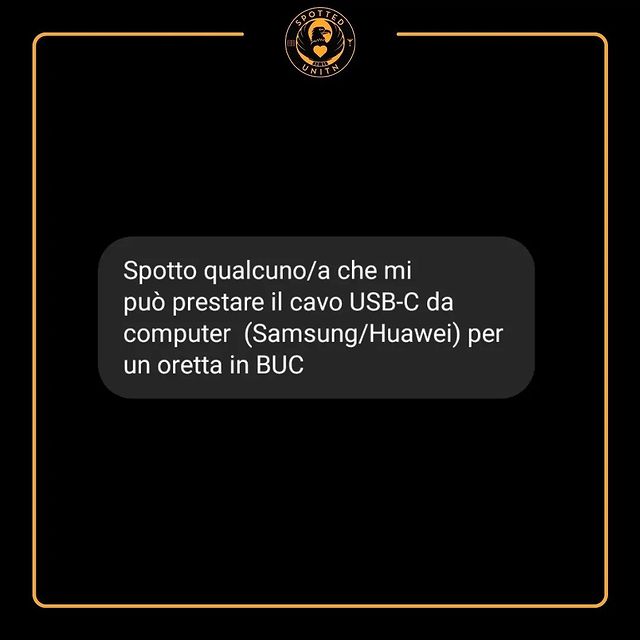 SPOTTED
UNITN
Spotto qualcuno/a che mi
può prestare il cavo USB-C da
computer  (Samsung/Huawei) per
un oretta in BUC